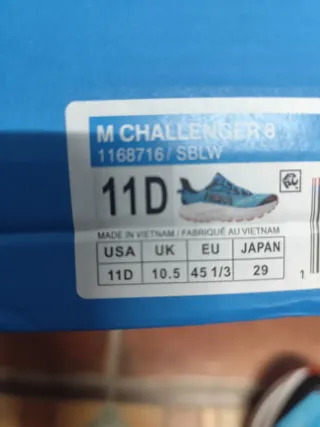 M CHALLENGER 8
1168716/ SBLW
11D
MADE IN VIETNAM / FABRIQUÉ AU VIETNAM
USA UK EU JAPAN
11D 10.5 45 1/3 29
1